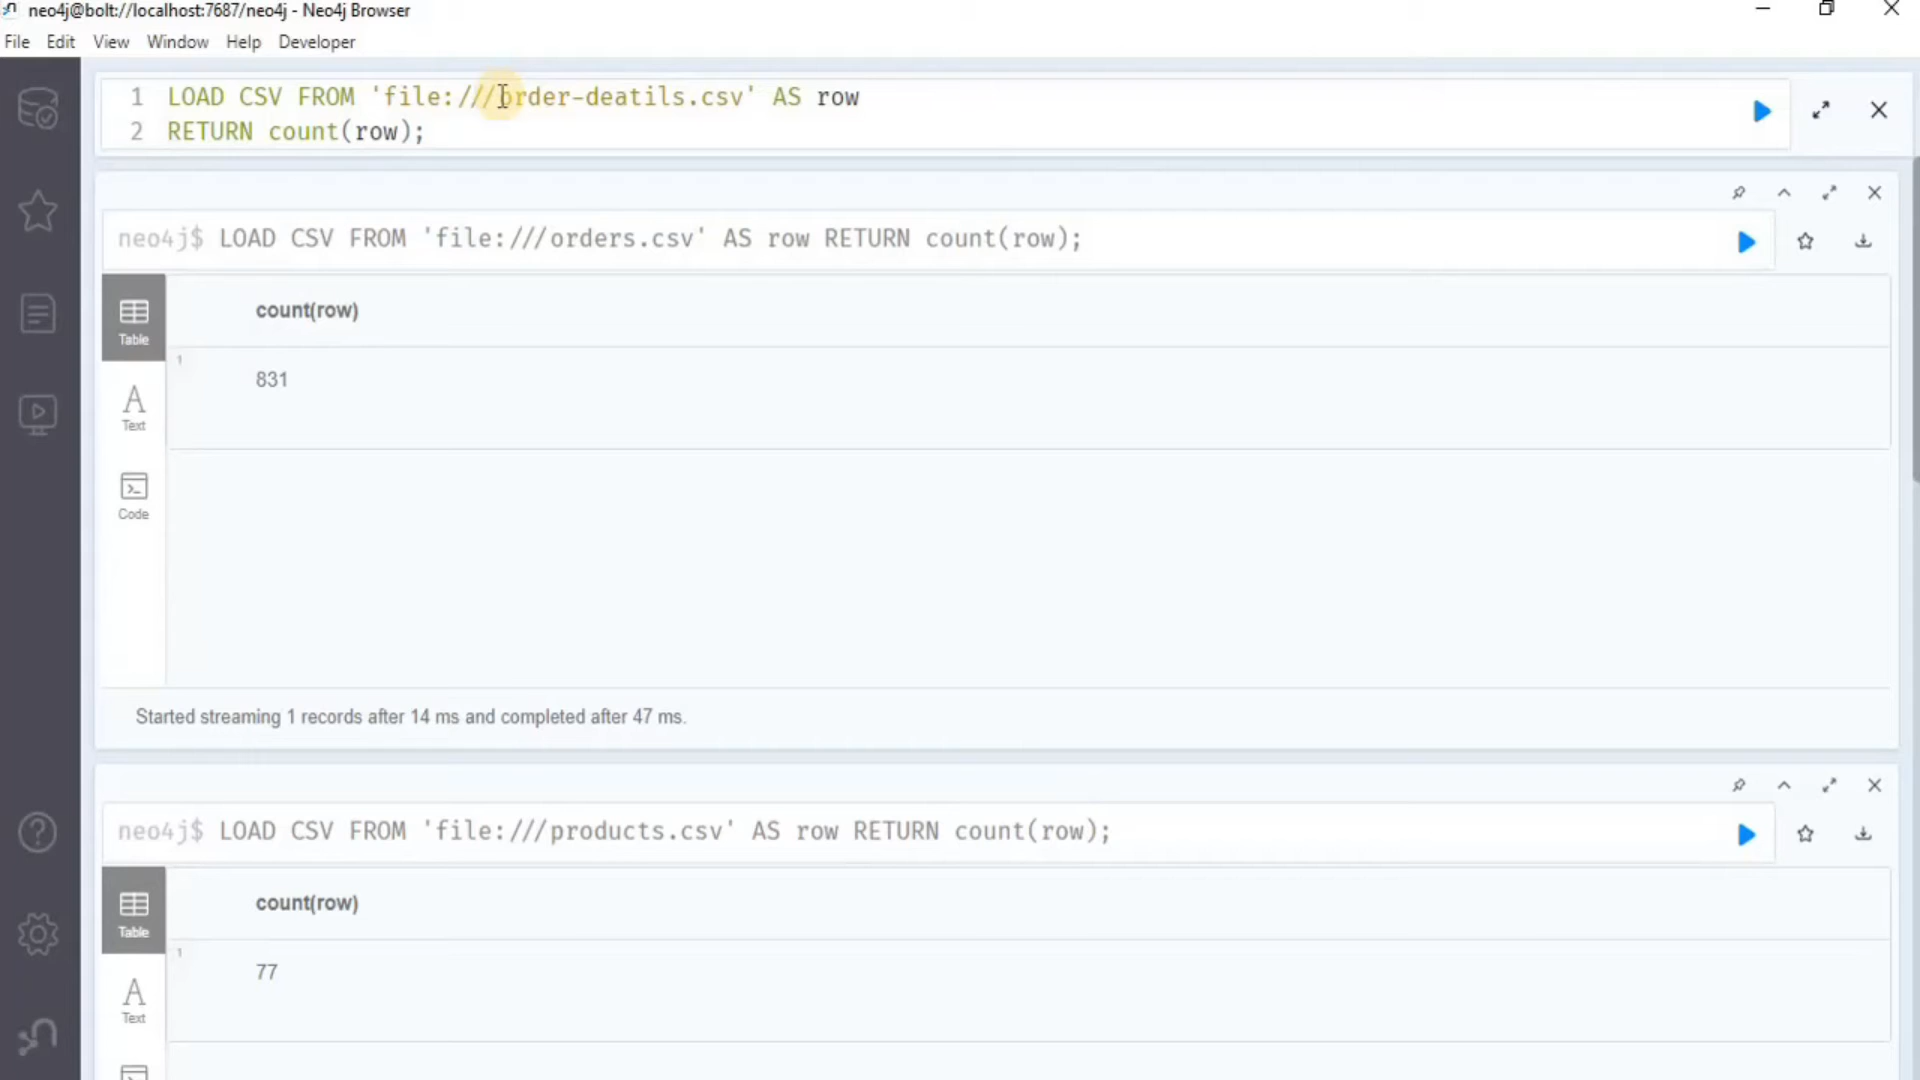 neo4j@bolt://localhost:7687/neo4j - Neo4j Browser
File Edit View Window Help Developer
1 LOAD CSV FROM 'file:///order-deatils.csv' AS row
2 RETURN count(row);
neo4j$ LOAD CSV FROM 'file:///orders.csv' AS row RETURN count(row);
Table
count(row)
1
831
A
Text
Code
Started streaming 1 records after 14 ms and completed after 47 ms.
neo4j$ LOAD CSV FROM 'file:///products.csv' AS row RETURN count(row);
Table
count(row)
1
77
A
Text